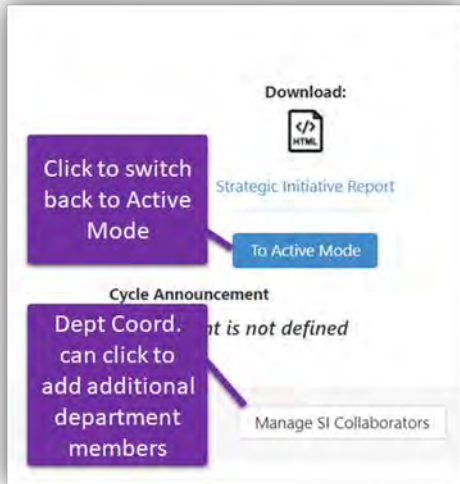 Download:
</>
HTML
Strategic Initiative Report
Click to switch
back to Active
Mode
To Active Mode
Cycle Announcement
is not defined
Dept Coord.
can click to
add additional
department
members
Manage SI Collaborators